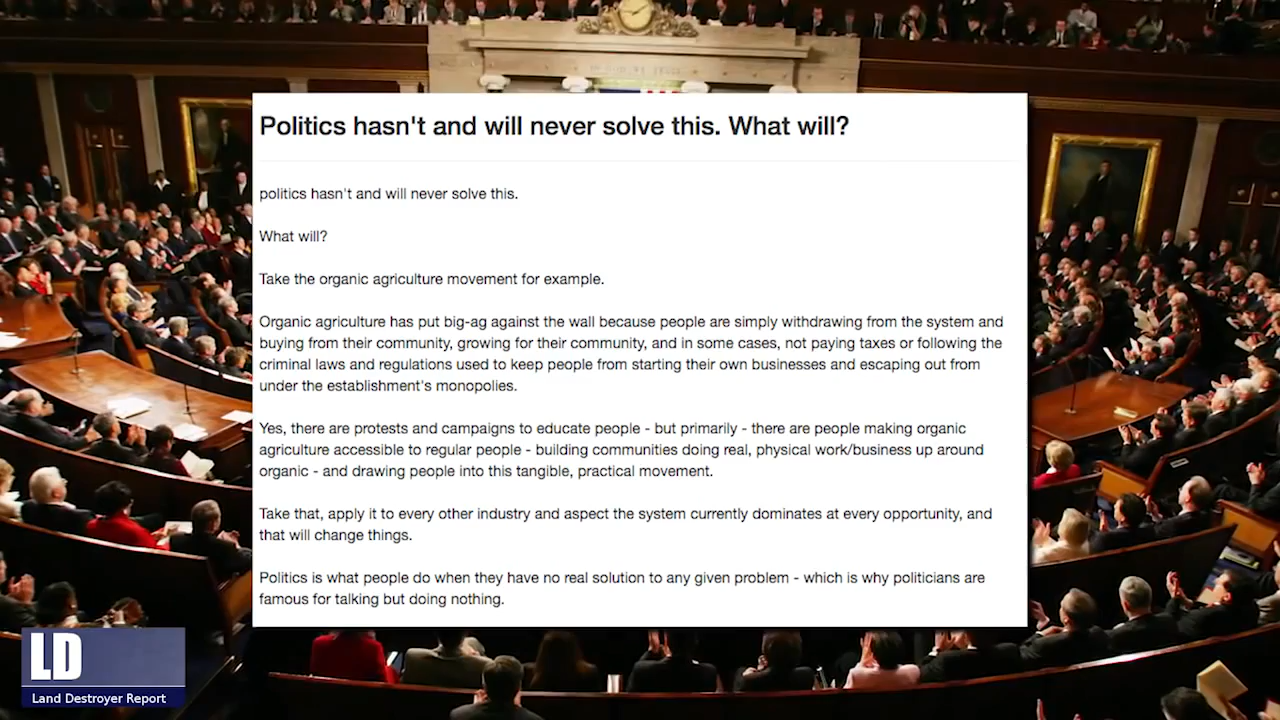 Politics hasn't and will never solve this. What will?
politics hasn't and will never solve this.
What will?
Take the organic agriculture movement for example.
Organic agriculture has put big-ag against the wall because people are simply withdrawing from the system and
buying from their community, growing for their community, and in some cases, not paying taxes or following the
criminal laws and regulations used to keep people from starting their own businesses and escaping out from
under the establishment's monopolies.
Yes, there are protests and campaigns to educate people - but primarily - there are people making organic
agriculture accessible to regular people - building communities doing real, physical work/business up around
organic - and drawing people into this tangible, practical movement.
Take that, apply it to every other industry and aspect the system currently dominates at every opportunity, and
that will change things.
Politics is what people do when they have no real solution to any given problem - which is why politicians are
famous for talking but doing nothing.
LD
Land Destroyer Report